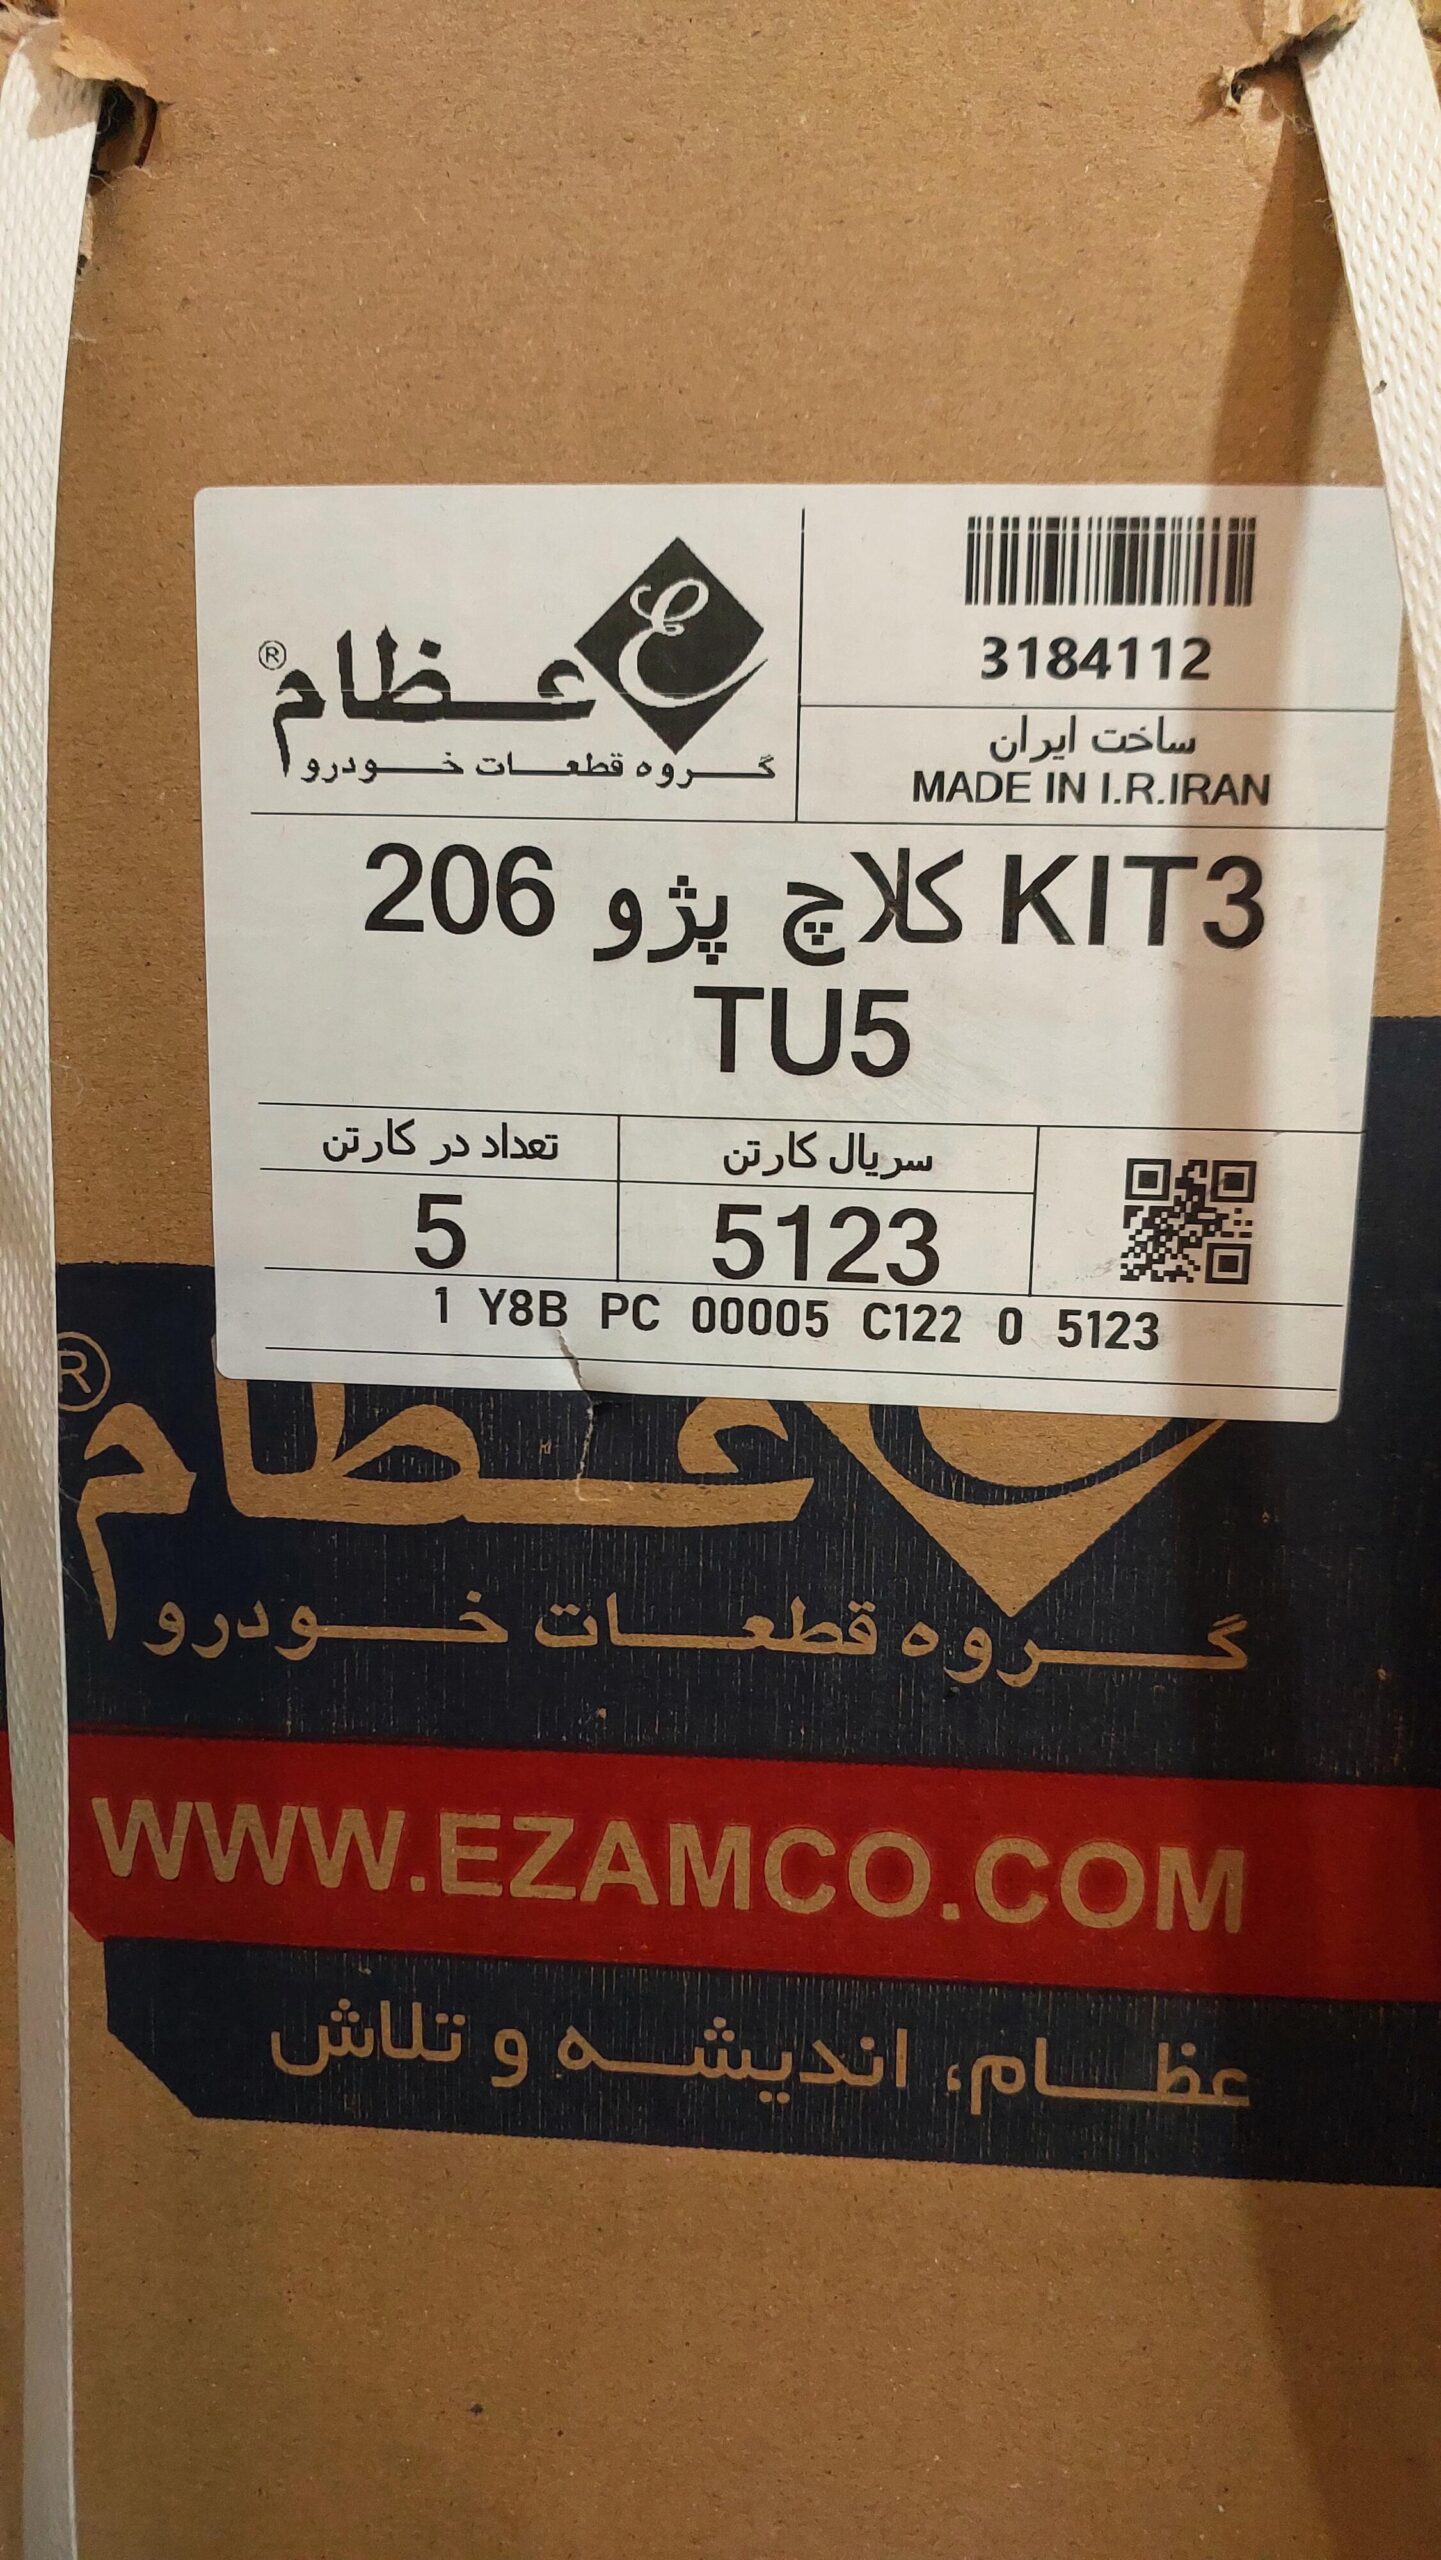 عظام®
گروه قطعات خودرو
3184112
ساخت ایران
MADE IN I.R.IRAN
KIT3 کلاچ پژو 206
TU5
تعداد در کارتن
5
سریال کارتن
5123
1 Y8B PC 00005 C122 0 5123
عظام®
گروه قطعات خودرو
WWW.EZAMCO.COM
عظام، اندیشه و تلاش